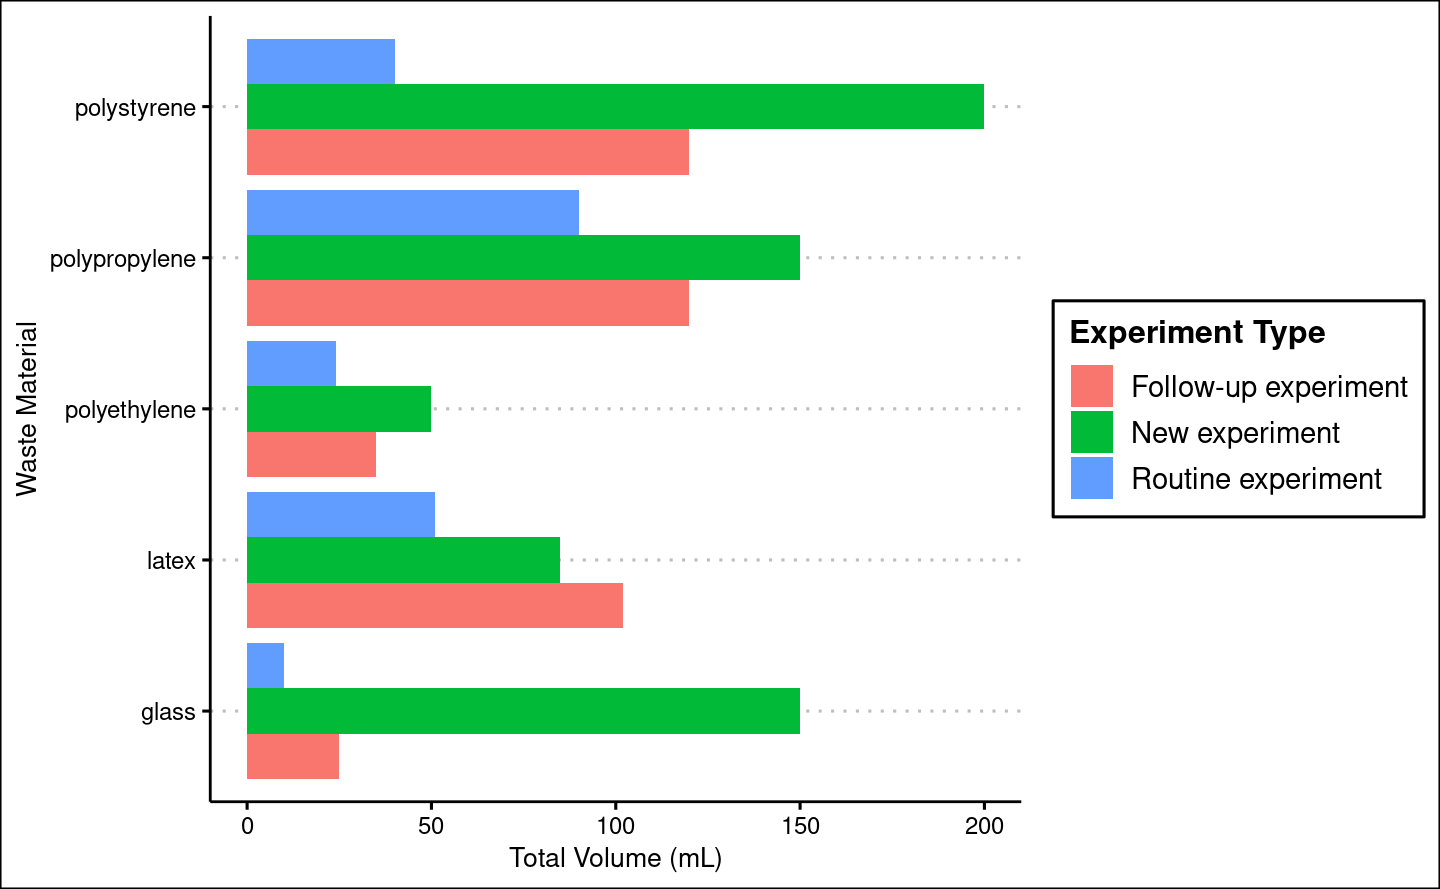 polystyrene
polypropylene
polyethylene
latex
glass
Waste Material
0 50 100 150 200
Total Volume (mL)
Experiment Type
Follow-up experiment
New experiment
Routine experiment